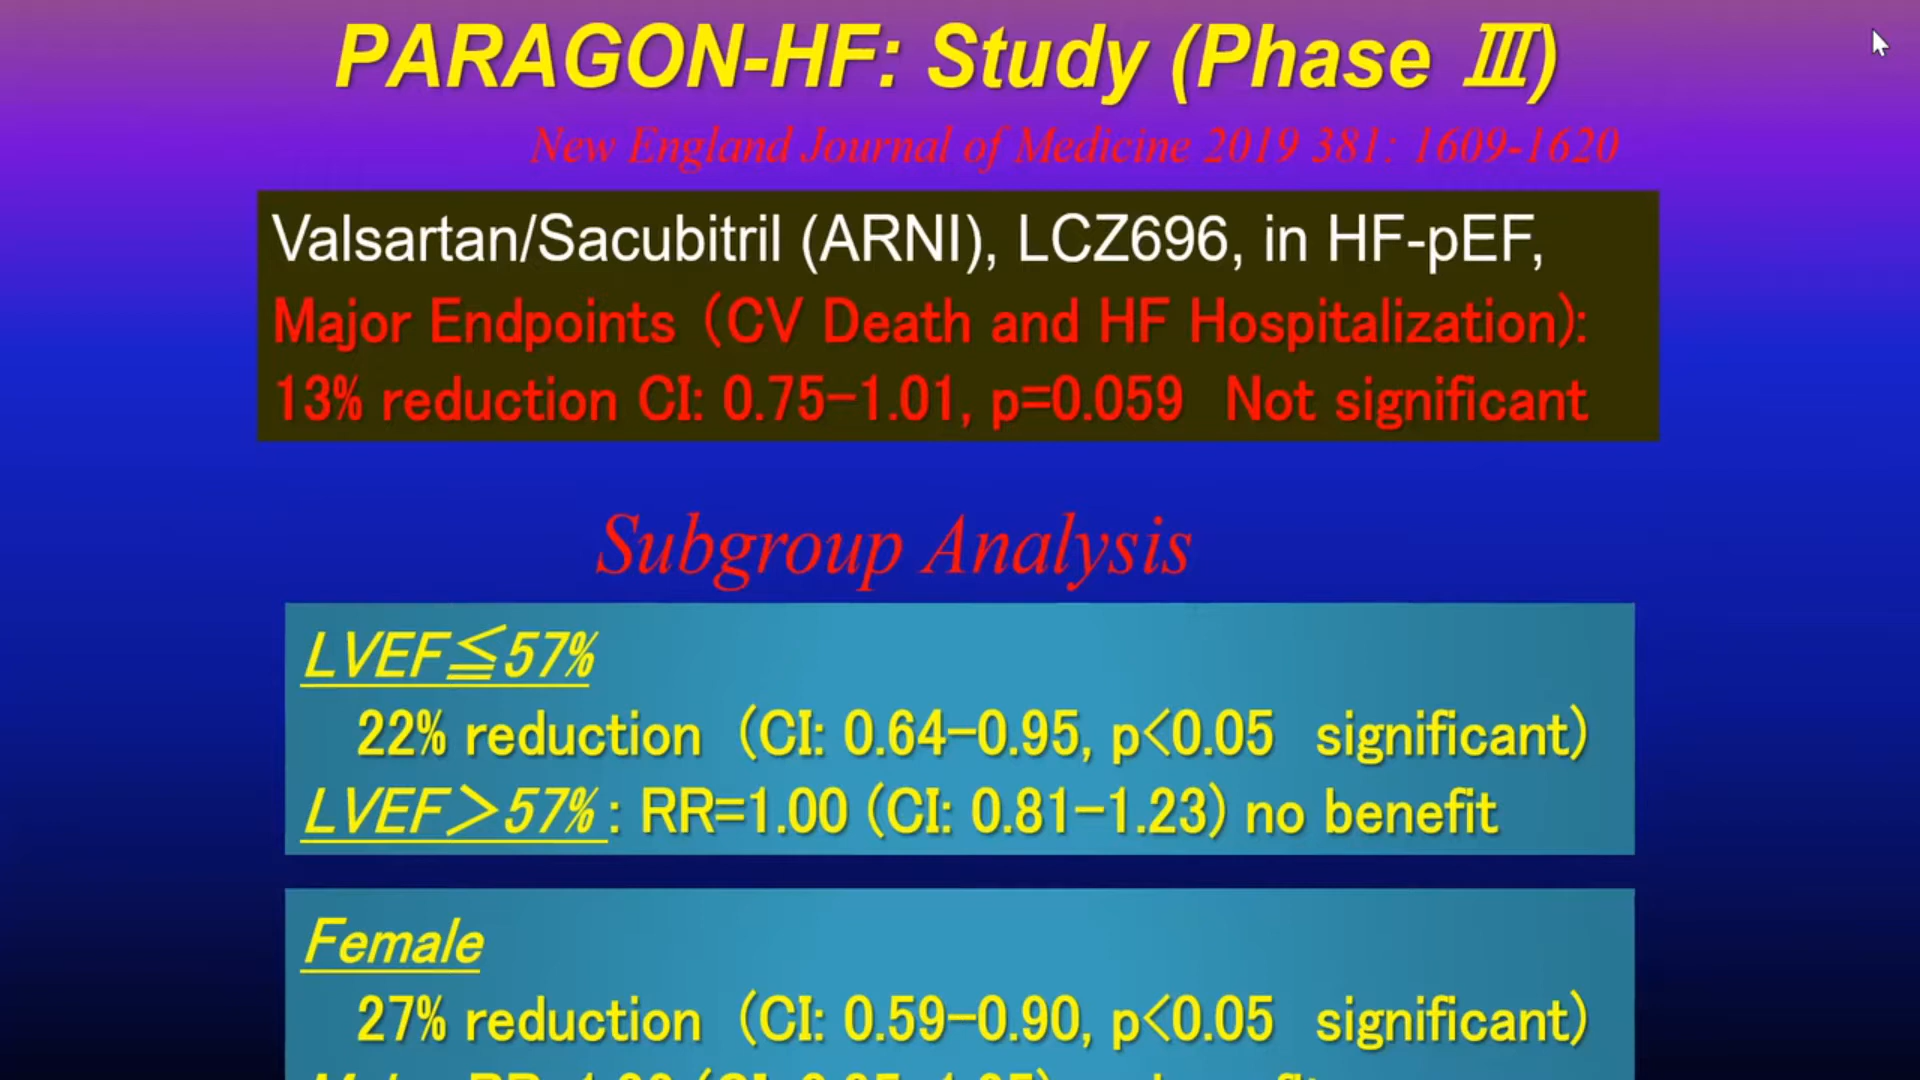 PARAGON-HF: Study (Phase Ⅲ)
New England Journal of Medicine 2019 381: 1609-1620
Valsartan/Sacubitril (ARNI), LCZ696, in HF-pEF,
Major Endpoints (CV Death and HF Hospitalization):
13% reduction CI: 0.75-1.01, p=0.059 Not significant
Subgroup Analysis
LVEF≦57%
22% reduction (CI: 0.64-0.95, p<0.05 significant)
LVEF>57% : RR=1.00 (CI: 0.81-1.23) no benefit
Female
27% reduction (CI: 0.59-0.90, p<0.05 significant)